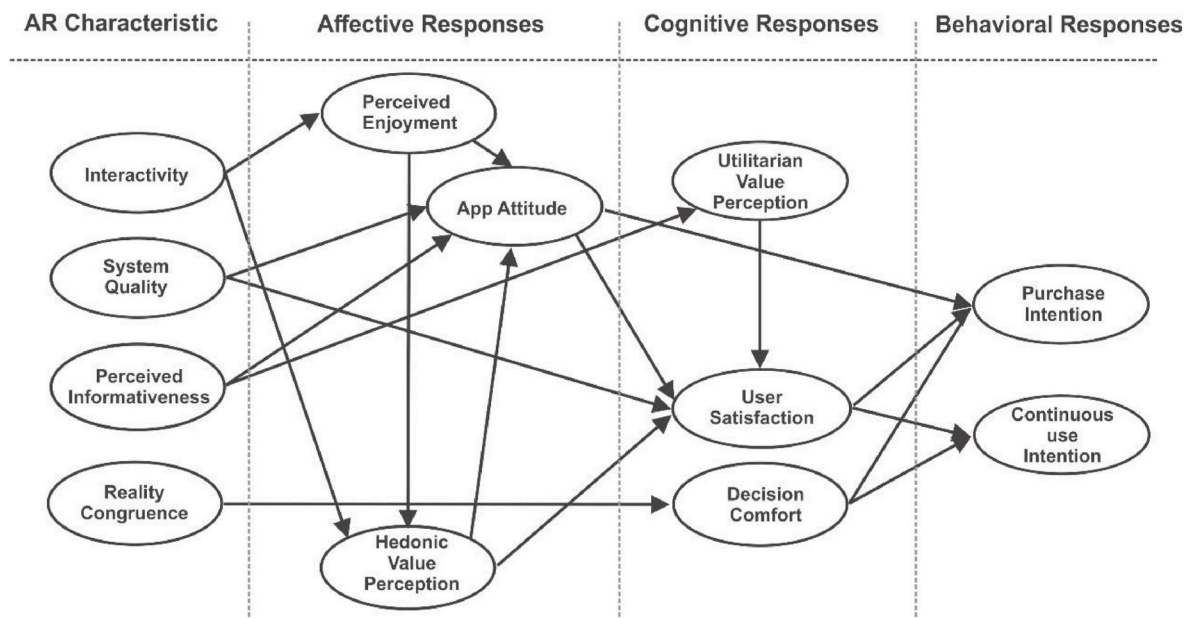 AR Characteristic
Affective Responses
Cognitive Responses
Behavioral Responses
Perceived
Enjoyment
Interactivity
Utilitarian
Value
Perception
App Attitude
System
Quality
Purchase
Intention
Perceived
Informativeness
User
Satisfaction
Continuous
use
Intention
Reality
Congruence
Decision
Comfort
Hedonic
Value
Perception